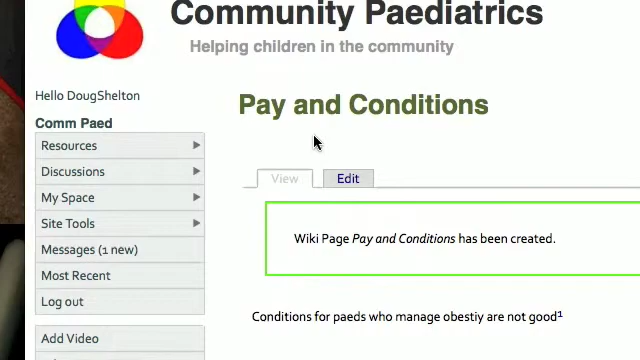 Community Paediatrics
Helping children in the community
Hello DougShelton
Comm Paed
Resources
Discussions
My Space
Site Tools
Messages (1 new)
Most Recent
Log out
Add Video
Pay and Conditions
View
Edit
Wiki Page Pay and Conditions has been created.
Conditions for paeds who manage obestiy are not good1